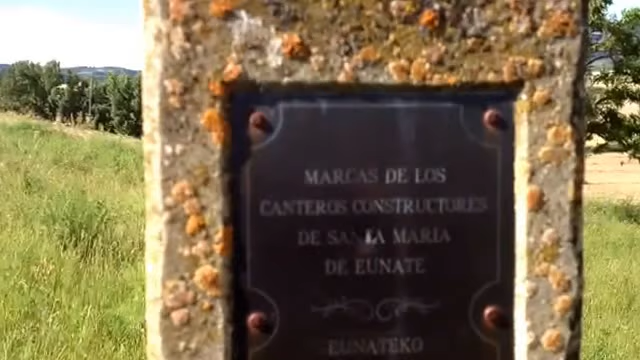 MARCAS DE LOS
CANTEROS CONSTRUCTORES
DE SANTA MARIA
DE EUNATE
EUNATEKO